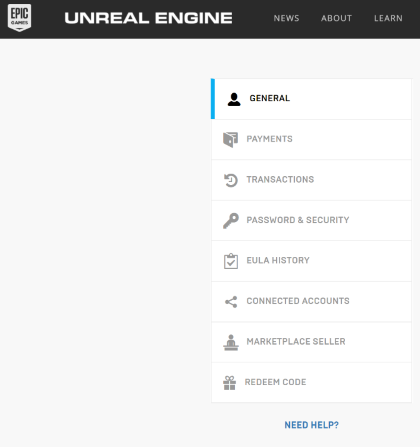 EPIC
GAMES
UNREAL ENGINE
NEWS
ABOUT
LEARN
GENERAL
PAYMENTS
TRANSACTIONS
PASSWORD & SECURITY
EULA HISTORY
CONNECTED ACCOUNTS
MARKETPLACE SELLER
REDEEM CODE
NEED HELP?